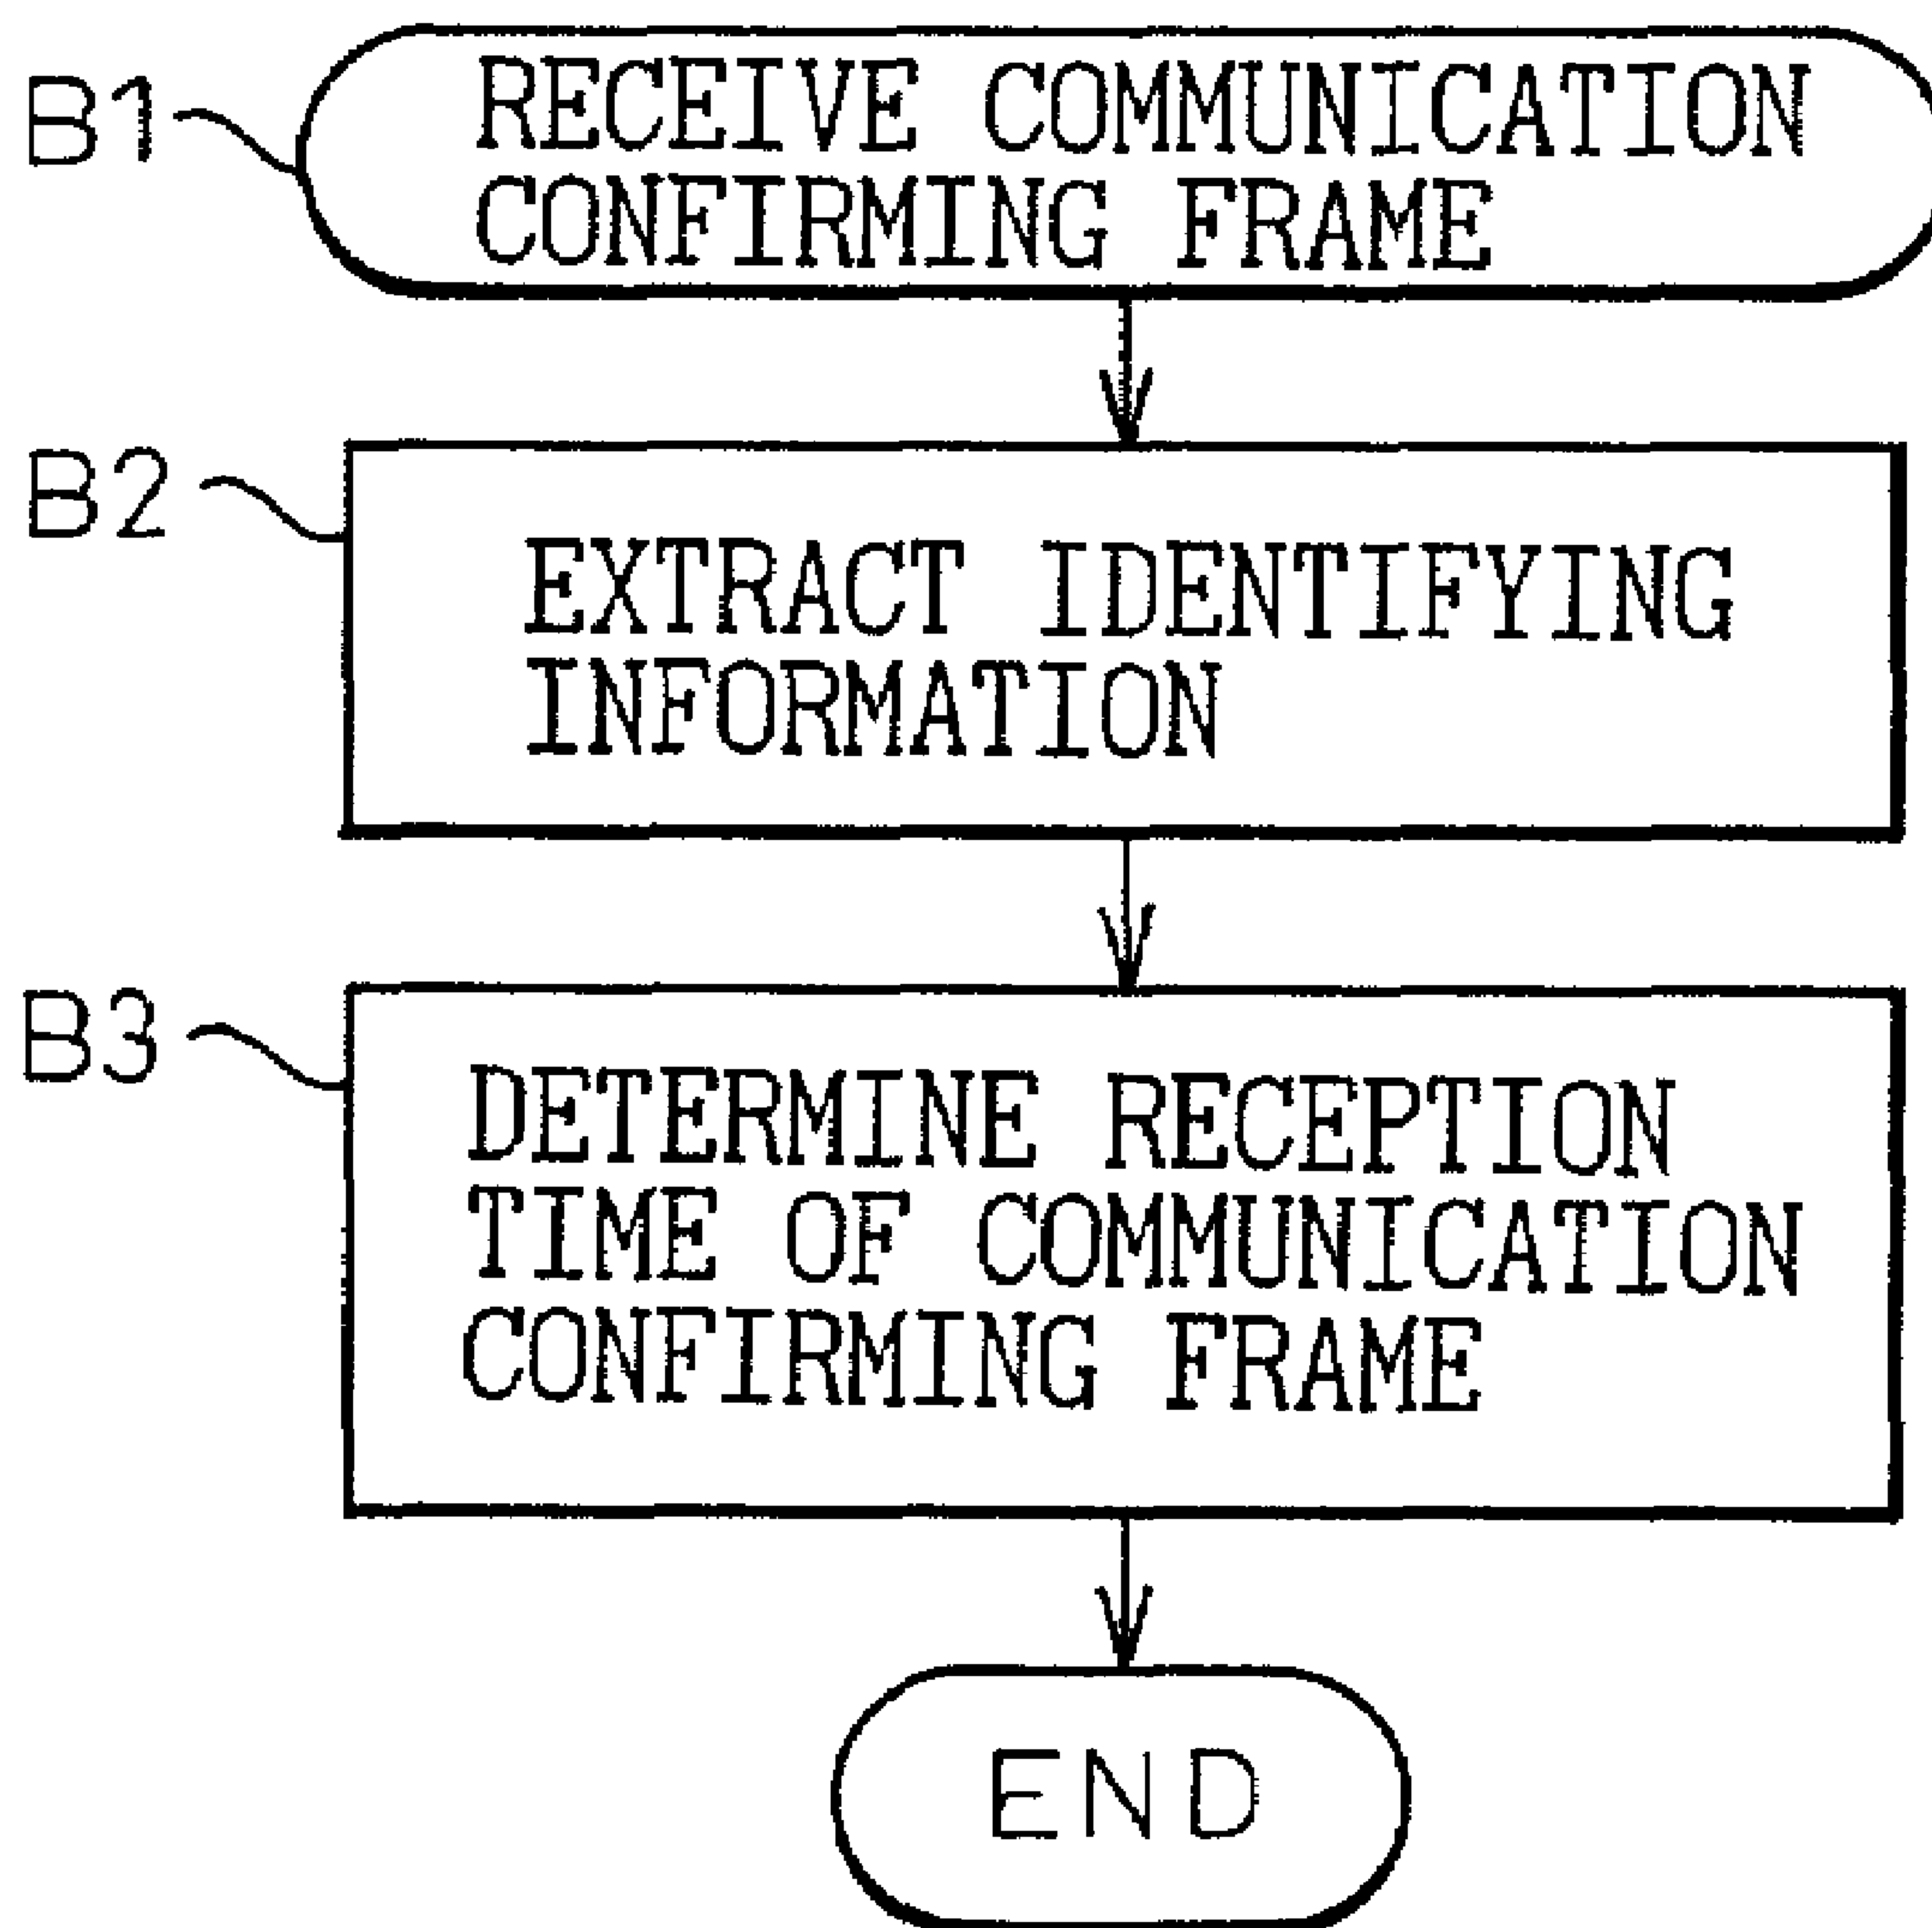 B1
RECEIVE COMMUNICATION
CONFIRMING FRAME
B2
EXTRACT IDENTIFYING
INFORMATION
B3
DETERMINE RECEPTION
TIME OF COMMUNICATION
CONFIRMING FRAME
END